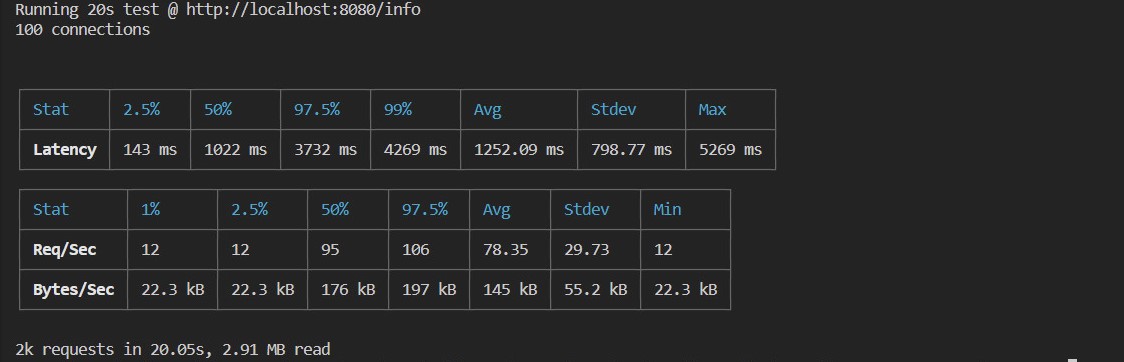 Running 20s test @ http://localhost:8080/info
100 connections
Stat 2.5% 50% 97.5% 99% Avg Stdev Max
Latency 143 ms 1022 ms 3732 ms 4269 ms 1252.09 ms 798.77 ms 5269 ms
Stat 1% 2.5% 50% 97.5% Avg Stdev Min
Req/Sec 12 12 95 106 78.35 29.73 12
Bytes/Sec 22.3 kB 22.3 kB 176 kB 197 kB 145 kB 55.2 kB 22.3 kB
2k requests in 20.05s, 2.91 MB read